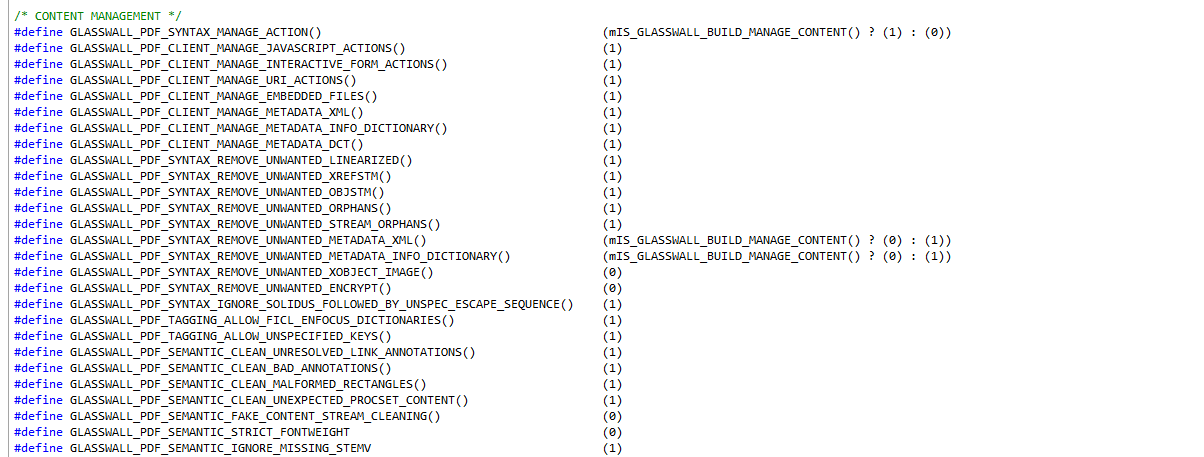 /* CONTENT MANAGEMENT */
#define GLASSWALL_PDF_SYNTAX_MANAGE_ACTION() (mIS_GLASSWALL_BUILD_MANAGE_CONTENT() ? (1) : (0))
#define GLASSWALL_PDF_CLIENT_MANAGE_JAVASCRIPT_ACTIONS() (1)
#define GLASSWALL_PDF_CLIENT_MANAGE_INTERACTIVE_FORM_ACTIONS() (1)
#define GLASSWALL_PDF_CLIENT_MANAGE_URI_ACTIONS() (1)
#define GLASSWALL_PDF_CLIENT_MANAGE_EMBEDDED_FILES() (1)
#define GLASSWALL_PDF_CLIENT_MANAGE_METADATA_XML() (1)
#define GLASSWALL_PDF_CLIENT_MANAGE_METADATA_INFO_DICTIONARY() (1)
#define GLASSWALL_PDF_CLIENT_MANAGE_METADATA_DCT() (1)
#define GLASSWALL_PDF_SYNTAX_REMOVE_UNWANTED_LINEARIZED() (1)
#define GLASSWALL_PDF_SYNTAX_REMOVE_UNWANTED_XREFSTM() (1)
#define GLASSWALL_PDF_SYNTAX_REMOVE_UNWANTED_OBJSTM() (1)
#define GLASSWALL_PDF_SYNTAX_REMOVE_UNWANTED_ORPHANS() (1)
#define GLASSWALL_PDF_SYNTAX_REMOVE_UNWANTED_STREAM_ORPHANS() (1)
#define GLASSWALL_PDF_SYNTAX_REMOVE_UNWANTED_METADATA_XML() (mIS_GLASSWALL_BUILD_MANAGE_CONTENT() ? (0) : (1))
#define GLASSWALL_PDF_SYNTAX_REMOVE_UNWANTED_METADATA_INFO_DICTIONARY() (mIS_GLASSWALL_BUILD_MANAGE_CONTENT() ? (0) : (1))
#define GLASSWALL_PDF_SYNTAX_REMOVE_UNWANTED_XOBJECT_IMAGE() (0)
#define GLASSWALL_PDF_SYNTAX_REMOVE_UNWANTED_ENCRYPT() (0)
#define GLASSWALL_PDF_SYNTAX_IGNORE_SOLIDUS_FOLLOWED_BY_UNSPEC_ESCAPE_SEQUENCE() (1)
#define GLASSWALL_PDF_TAGGING_ALLOW_FICL_ENFOCUS_DICTIONARIES() (1)
#define GLASSWALL_PDF_TAGGING_ALLOW_UNSPECIFIED_KEYS() (1)
#define GLASSWALL_PDF_SEMANTIC_CLEAN_UNRESOLVED_LINK_ANNOTATIONS() (1)
#define GLASSWALL_PDF_SEMANTIC_CLEAN_BAD_ANNOTATIONS() (1)
#define GLASSWALL_PDF_SEMANTIC_CLEAN_MALFORMED_RECTANGLES() (1)
#define GLASSWALL_PDF_SEMANTIC_CLEAN_UNEXPECTED_PROCSET_CONTENT() (1)
#define GLASSWALL_PDF_SEMANTIC_FAKE_CONTENT_STREAM_CLEANING() (0)
#define GLASSWALL_PDF_SEMANTIC_STRICT_FONTWEIGHT (0)
#define GLASSWALL_PDF_SEMANTIC_IGNORE_MISSING_STEMV (1)